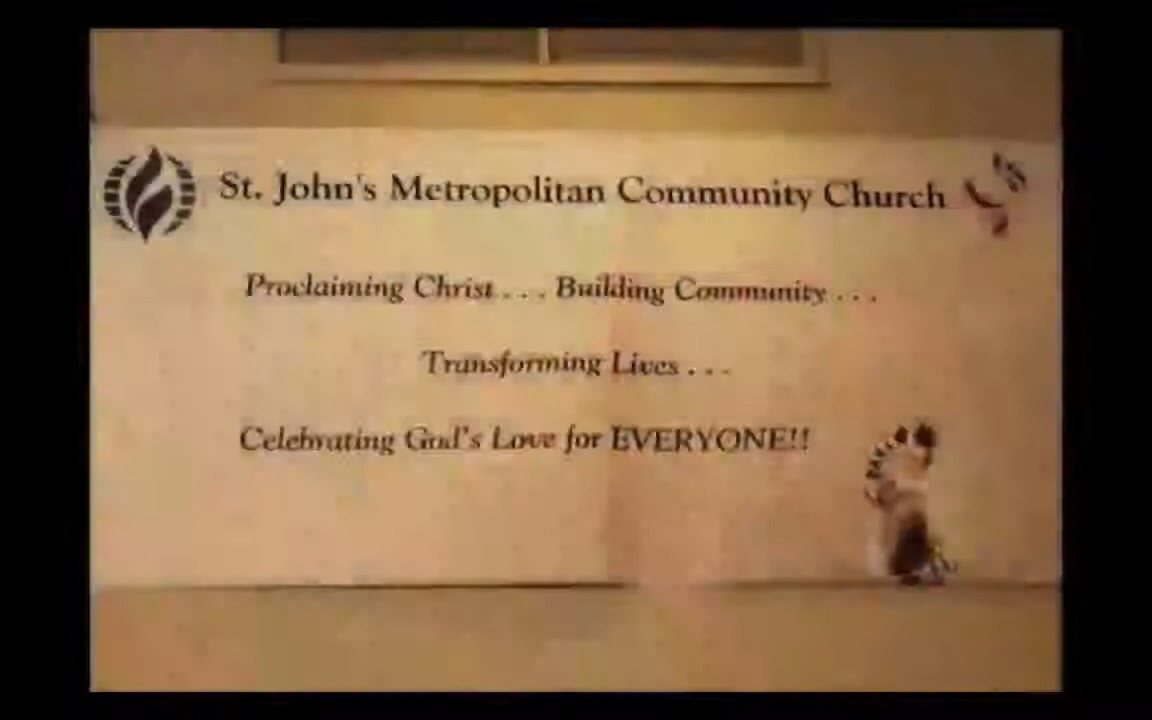 St. John's Metropolitan Community Church
Proclaiming Christ . . . Building Community . . .
Transforming Lives . . .
Celebrating God's Love for EVERYONE!!